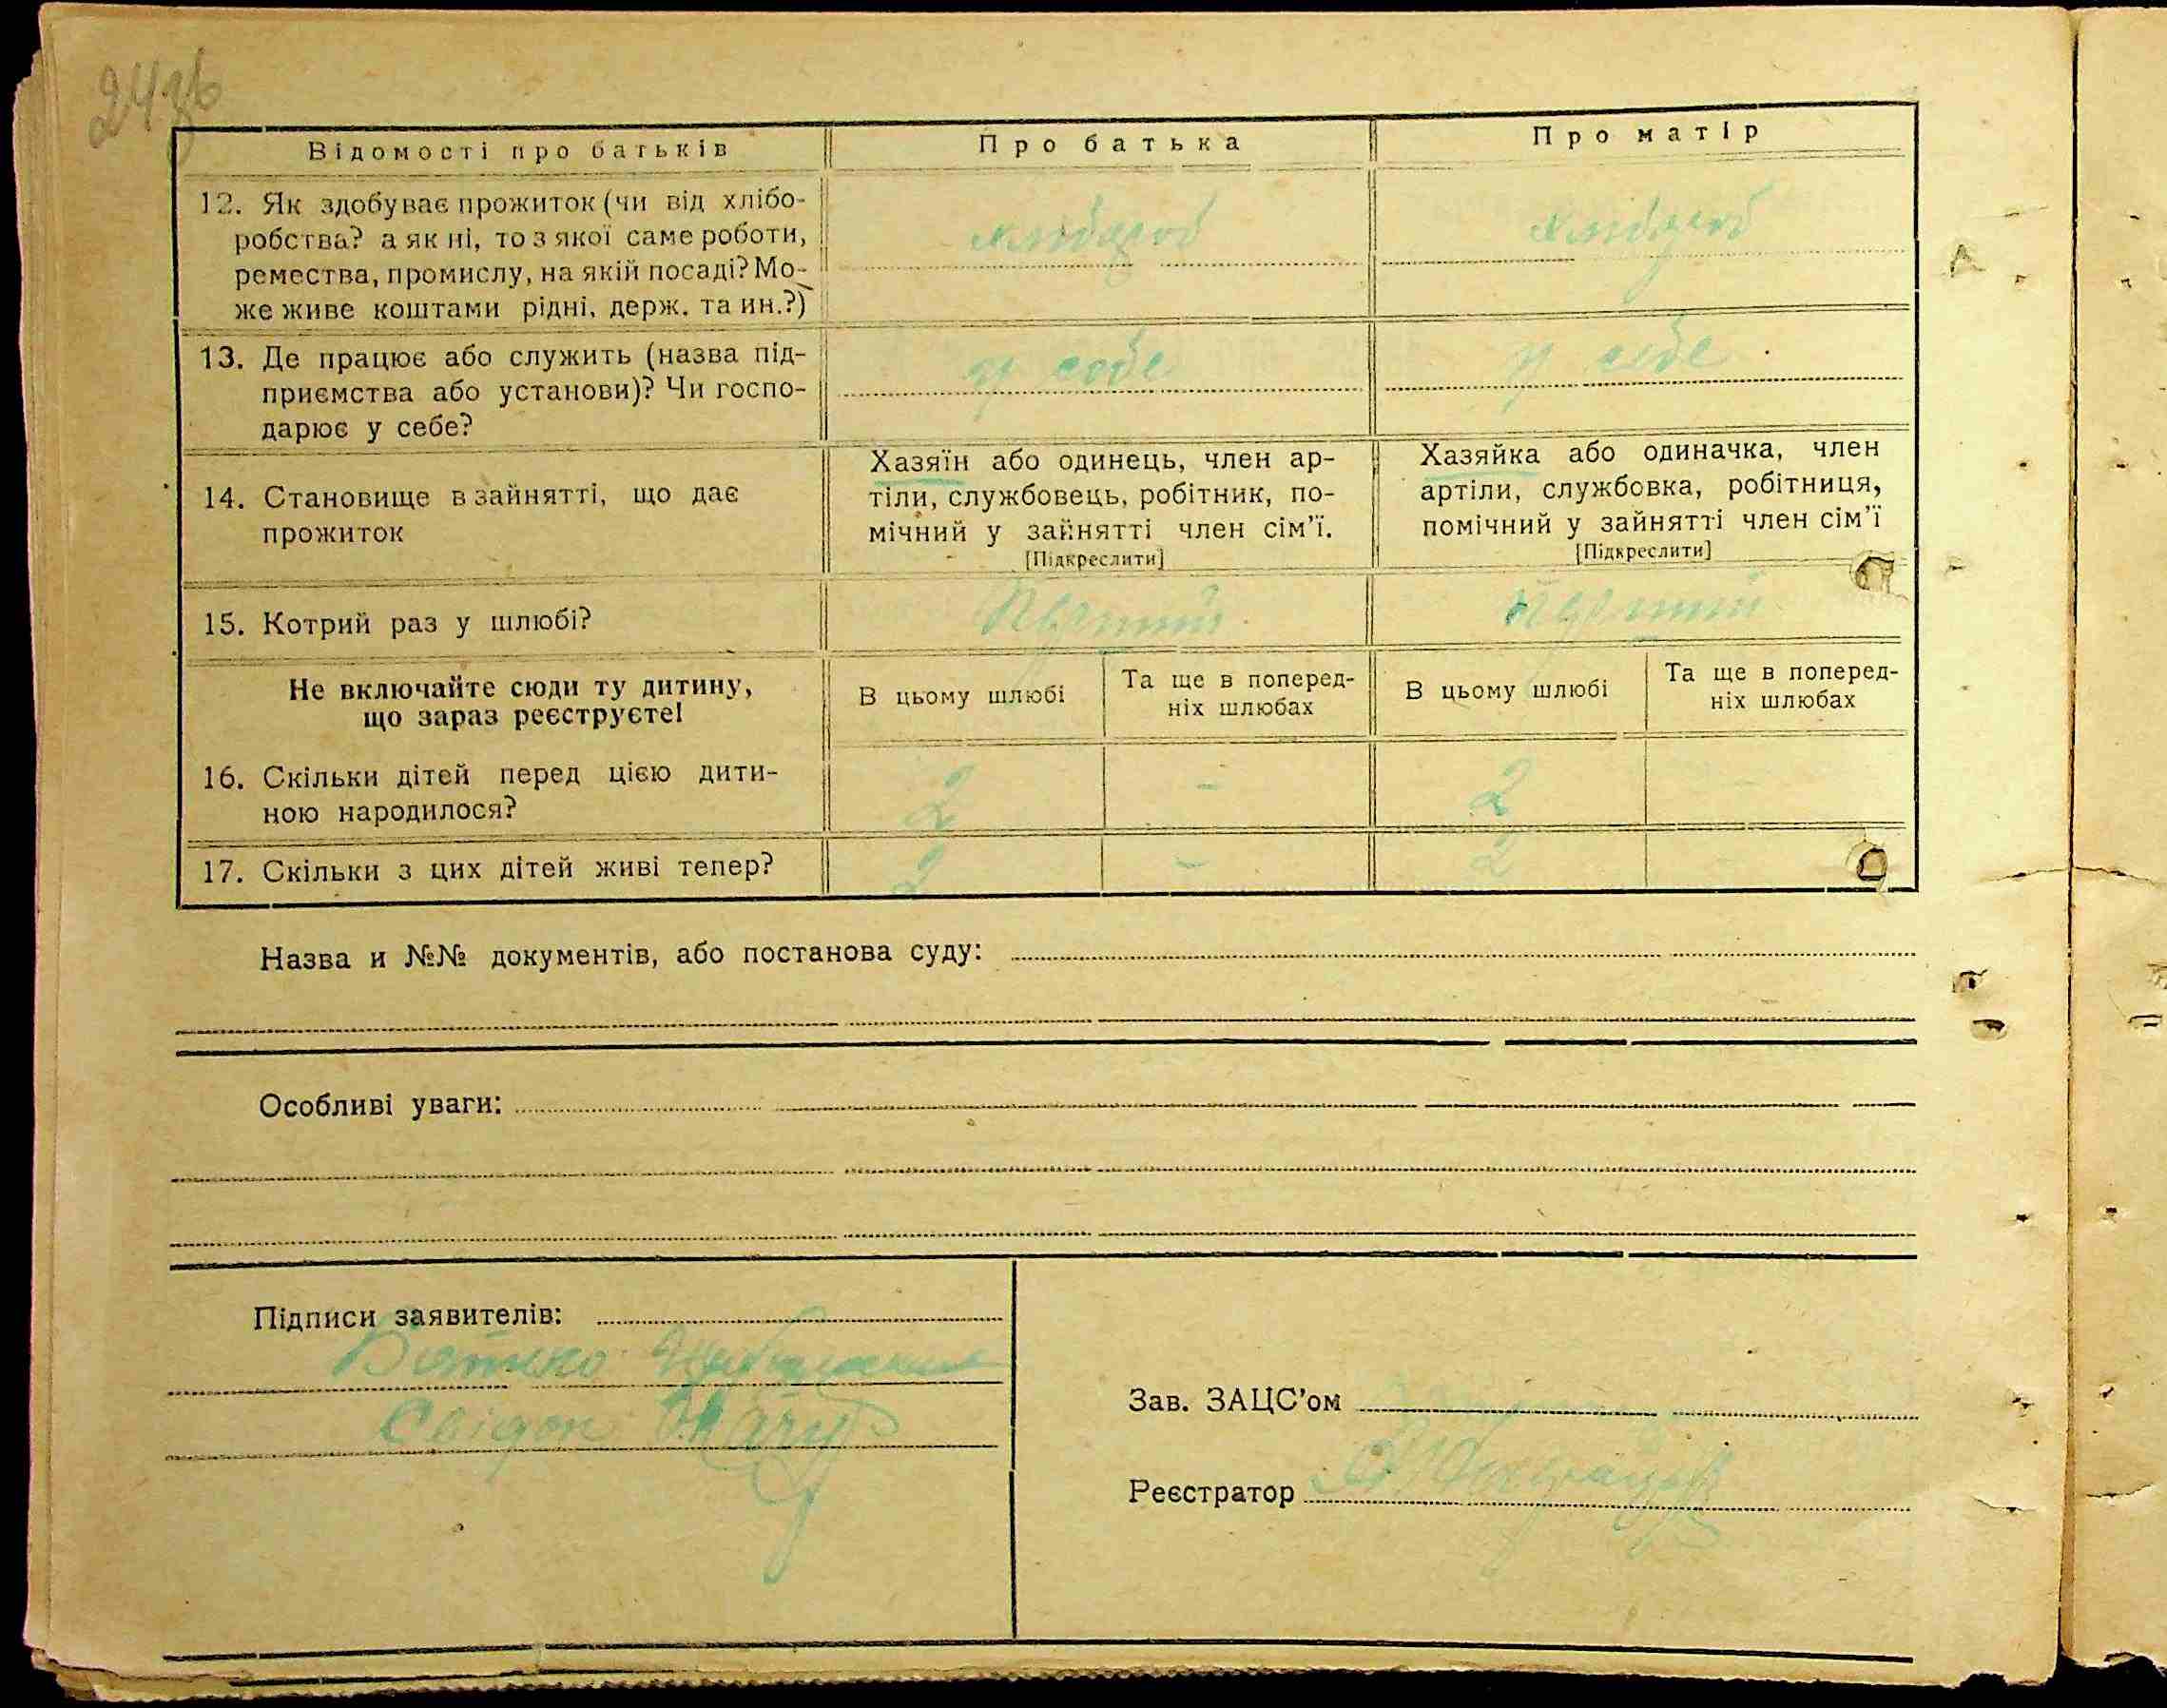 24зв
Відомості про батьків
Про батька
Про матір
12. Як здобуває прожиток (чи від хлібо-
робства? а як ні, то з якої саме роботи,
ремества, промислу, на якій посаді? Мо-
же живе коштами рідні, держ. та ин.?)
хлібороб
хлібороб
13. Де працює або служить (назва під-
приємства або установи)? Чи госпо-
дарює у себе?
у себе
у себе
14. Становище в зайнятті, що дає
прожиток
Хазяїн або одинець, член ар-
тіли, службовець, робітник, по-
мічний у зайнятті член сім'ї.
[Підкреслити]
Хазяйка або одиначка, член
артіли, службовка, робітниця,
помічний у зайнятті член сім'ї
[Підкреслити]
15. Котрий раз у шлюбі?
Перший
Перший
Не включайте сюди ту дитину,
що зараз реєструєте!
В цьому шлюбі
Та ще в поперед-
ніх шлюбах
В цьому шлюбі
Та ще в поперед-
ніх шлюбах
16. Скільки дітей перед цією дити-
ною народилося?
2
-
2
17. Скільки з цих дітей живі тепер?
2
-
2
Назва и №№ документів, або постанова суду:
Особливі уваги:
Підписи заявителів:
Батько
Свідок
Зав. ЗАЦС'ом
Реєстратор